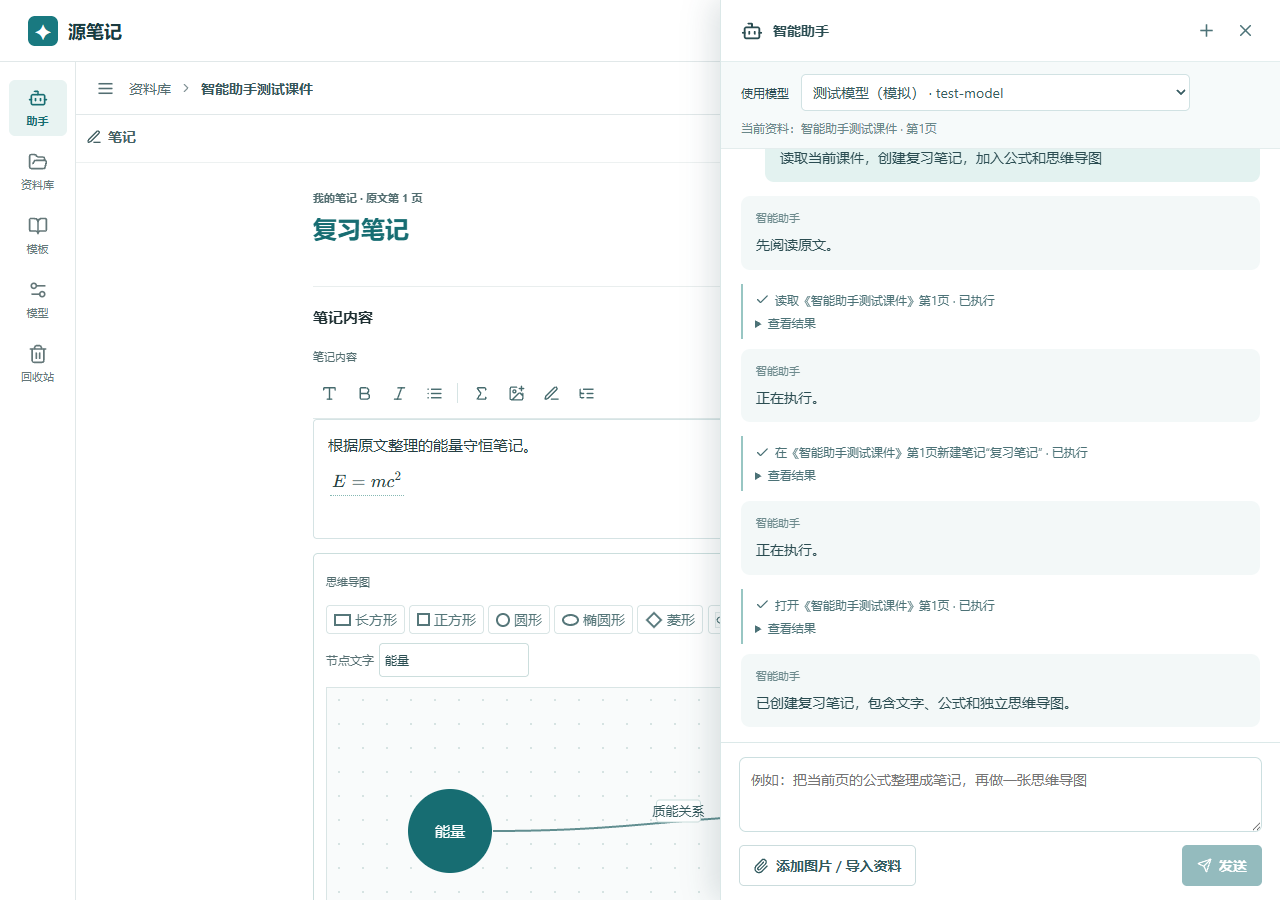 源笔记
助手
资料库
模板
模型
回收站
资料库 > 智能助手测试课件
笔记
我的笔记 · 原文第 1 页
复习笔记
笔记内容
笔记内容
根据原文整理的能量守恒笔记。
E = mc²
思维导图
长方形 正方形 圆形 椭圆形 菱形
节点文字 能量
能量
质能关系
智能助手
使用模型 测试模型（模拟） · test-model
当前资料：智能助手测试课件 · 第1页
读取当前课件，创建复习笔记，加入公式和思维导图
智能助手
先阅读原文。
读取《智能助手测试课件》第1页 · 已执行
查看结果
智能助手
正在执行。
在《智能助手测试课件》第1页新建笔记“复习笔记” · 已执行
查看结果
智能助手
正在执行。
打开《智能助手测试课件》第1页 · 已执行
查看结果
智能助手
已创建复习笔记，包含文字、公式和独立思维导图。
例如：把当前页的公式整理成笔记，再做一张思维导图
添加图片 / 导入资料
发送